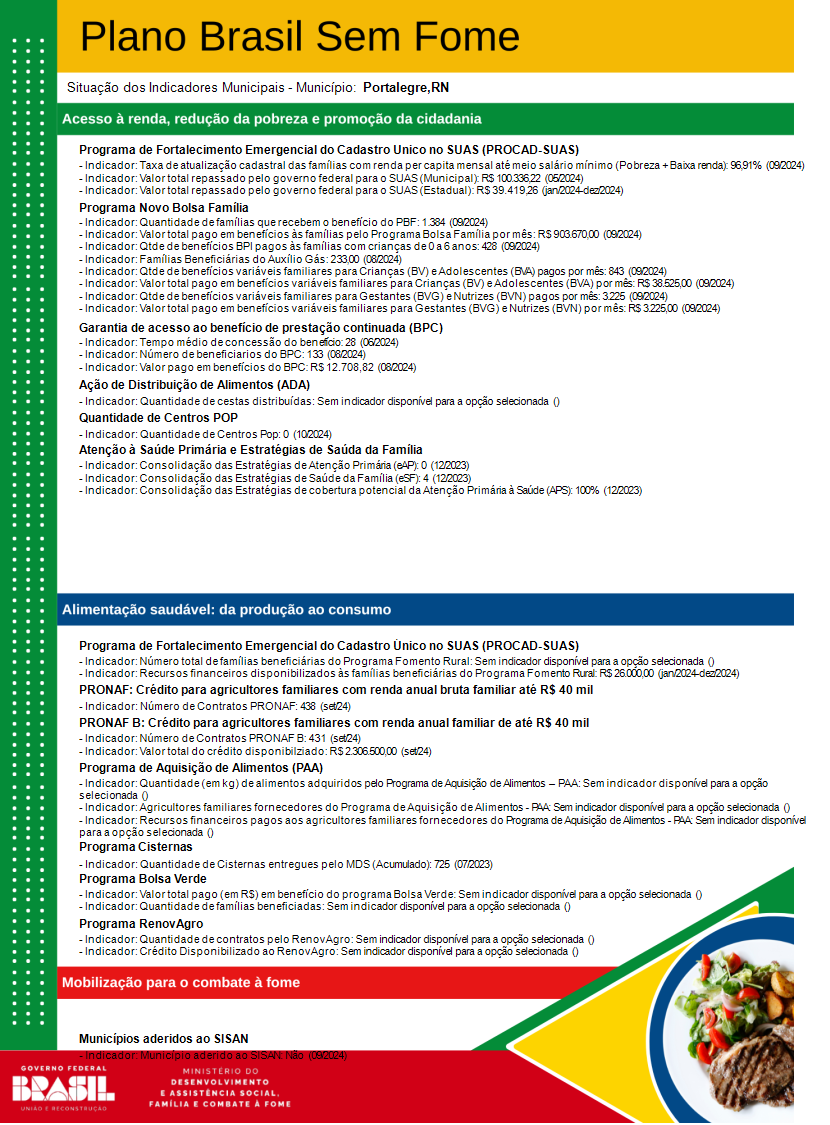 Plano Brasil Sem Fome
Situação dos Indicadores Municipais - Município: Portalegre,RN
Acesso à renda, redução da pobreza e promoção da cidadania
Programa de Fortalecimento Emergencial do Cadastro Único no SUAS (PROCAD-SUAS)
- Indicador: Taxa de atualização cadastral das famílias com renda per capita mensal até meio salário mínimo (Pobreza + Baixa renda): 96,91% (09/2024)
- Indicador: Valor total repassado pelo governo federal para o SUAS (Municipal): R$ 100.336,22 (05/2024)
- Indicador: Valor total repassado pelo governo federal para o SUAS (Estadual): R$ 39.419,26 (jan/2024-dez/2024)
Programa Novo Bolsa Família
- Indicador: Quantidade de famílias que recebem o benefício do PBF: 1.384 (09/2024)
- Indicador: Valor total pago em benefícios às famílias pelo Programa Bolsa Família por mês: R$ 903.670,00 (09/2024)
- Indicador: Qtde de benefícios BPI pagos às famílias com crianças de 0 a 6 anos: 428 (09/2024)
- Indicador: Famílias Beneficiárias do Auxílio Gás: 233,00 (08/2024)
- Indicador: Qtde de benefícios variáveis familiares para Crianças (BV) e Adolescentes (BVA) pagos por mês: 843 (09/2024)
- Indicador: Valor total pago em benefícios variáveis familiares para Crianças (BV) e Adolescentes (BVA) por mês: R$ 38.525,00 (09/2024)
- Indicador: Qtde de benefícios variáveis familiares para Gestantes (BVG) e Nutrizes (BVN) pagos por mês: 3.225 (09/2024)
- Indicador: Valor total pago em benefícios variáveis familiares para Gestantes (BVG) e Nutrizes (BVN) por mês: R$ 3.225,00 (09/2024)
Garantia de acesso ao benefício de prestação continuada (BPC)
- Indicador: Tempo médio de concessão do benefício: 28 (06/2024)
- Indicador: Número de beneficiarios do BPC: 133 (08/2024)
- Indicador: Valor pago em benefícios do BPC: R$ 12.708,82 (08/2024)
Ação de Distribuição de Alimentos (ADA)
- Indicador: Quantidade de cestas distribuídas: Sem indicador disponível para a opção selecionada ()
Quantidade de Centros POP
- Indicador: Quantidade de Centros Pop: 0 (10/2024)
Atenção à Saúde Primária e Estratégias de Saúda da Família
- Indicador: Consolidação das Estratégias de Atenção Primária (eAP): 0 (12/2023)
- Indicador: Consolidação das Estratégias de Saúde da Família (eSF): 4 (12/2023)
- Indicador: Consolidação das Estratégias de cobertura potencial da Atenção Primária à Saúde (APS): 100% (12/2023)
Alimentação saudável: da produção ao consumo
Programa de Fortalecimento Emergencial do Cadastro Único no SUAS (PROCAD-SUAS)
- Indicador: Número total de famílias beneficiárias do Programa Fomento Rural: Sem indicador disponível para a opção selecionada ()
- Indicador: Recursos financeiros disponibilizados às famílias beneficiárias do Programa Fomento Rural: R$ 26.000,00 (jan/2024-dez/2024)
PRONAF: Crédito para agricultores familiares com renda anual bruta familiar até R$ 40 mil
- Indicador: Número de Contratos PRONAF: 438 (set/24)
PRONAF B: Crédito para agricultores familiares com renda anual familiar de até R$ 40 mil
- Indicador: Número de Contratos PRONAF B: 431 (set/24)
- Indicador: Valor total do crédito disponibilziado: R$ 2.306.500,00 (set/24)
Programa de Aquisição de Alimentos (PAA)
- Indicador: Quantidade (em kg) de alimentos adquiridos pelo Programa de Aquisição de Alimentos – PAA: Sem indicador disponível para a opção
selecionada ()
- Indicador: Agricultores familiares fornecedores do Programa de Aquisição de Alimentos - PAA: Sem indicador disponível para a opção selecionada ()
- Indicador: Recursos financeiros pagos aos agricultores familiares fornecedores do Programa de Aquisição de Alimentos - PAA: Sem indicador disponível
para a opção selecionada ()
Programa Cisternas
- Indicador: Quantidade de Cisternas entregues pelo MDS (Acumulado): 725 (07/2023)
Programa Bolsa Verde
- Indicador: Valor total pago (em R$) em benefício do programa Bolsa Verde: Sem indicador disponível para a opção selecionada ()
- Indicador: Quantidade de famílias beneficiadas: Sem indicador disponível para a opção selecionada ()
Programa RenovAgro
- Indicador: Quantidade de contratos pelo RenovAgro: Sem indicador disponível para a opção selecionada ()
- Indicador: Crédito Disponibilizado ao RenovAgro: Sem indicador disponível para a opção selecionada ()
Mobilização para o combate à fome
Municípios aderidos ao SISAN
- Indicador: Município aderido ao SISAN: Não (09/2024)
GOVERNO FEDERAL
BRASIL
UNIÃO E RECONSTRUÇÃO
MINISTÉRIO DO
DESENVOLVIMENTO
E ASSISTÊNCIA SOCIAL,
FAMÍLIA E COMBATE À FOME